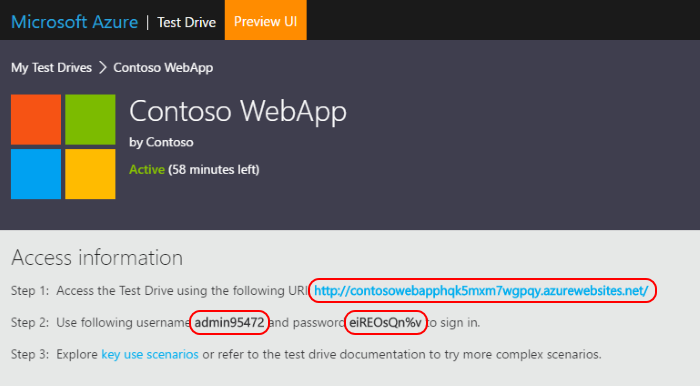 Microsoft Azure | Test Drive Preview UI
My Test Drives > Contoso WebApp
Contoso WebApp
by Contoso
Active (58 minutes left)
Access information
Step 1: Access the Test Drive using the following URI http://contosowebapphqk5mxm7wgpqy.azurewebsites.net/
Step 2: Use following username admin95472 and password eiREOsQn%v to sign in.
Step 3: Explore key use scenarios or refer to the test drive documentation to try more complex scenarios.